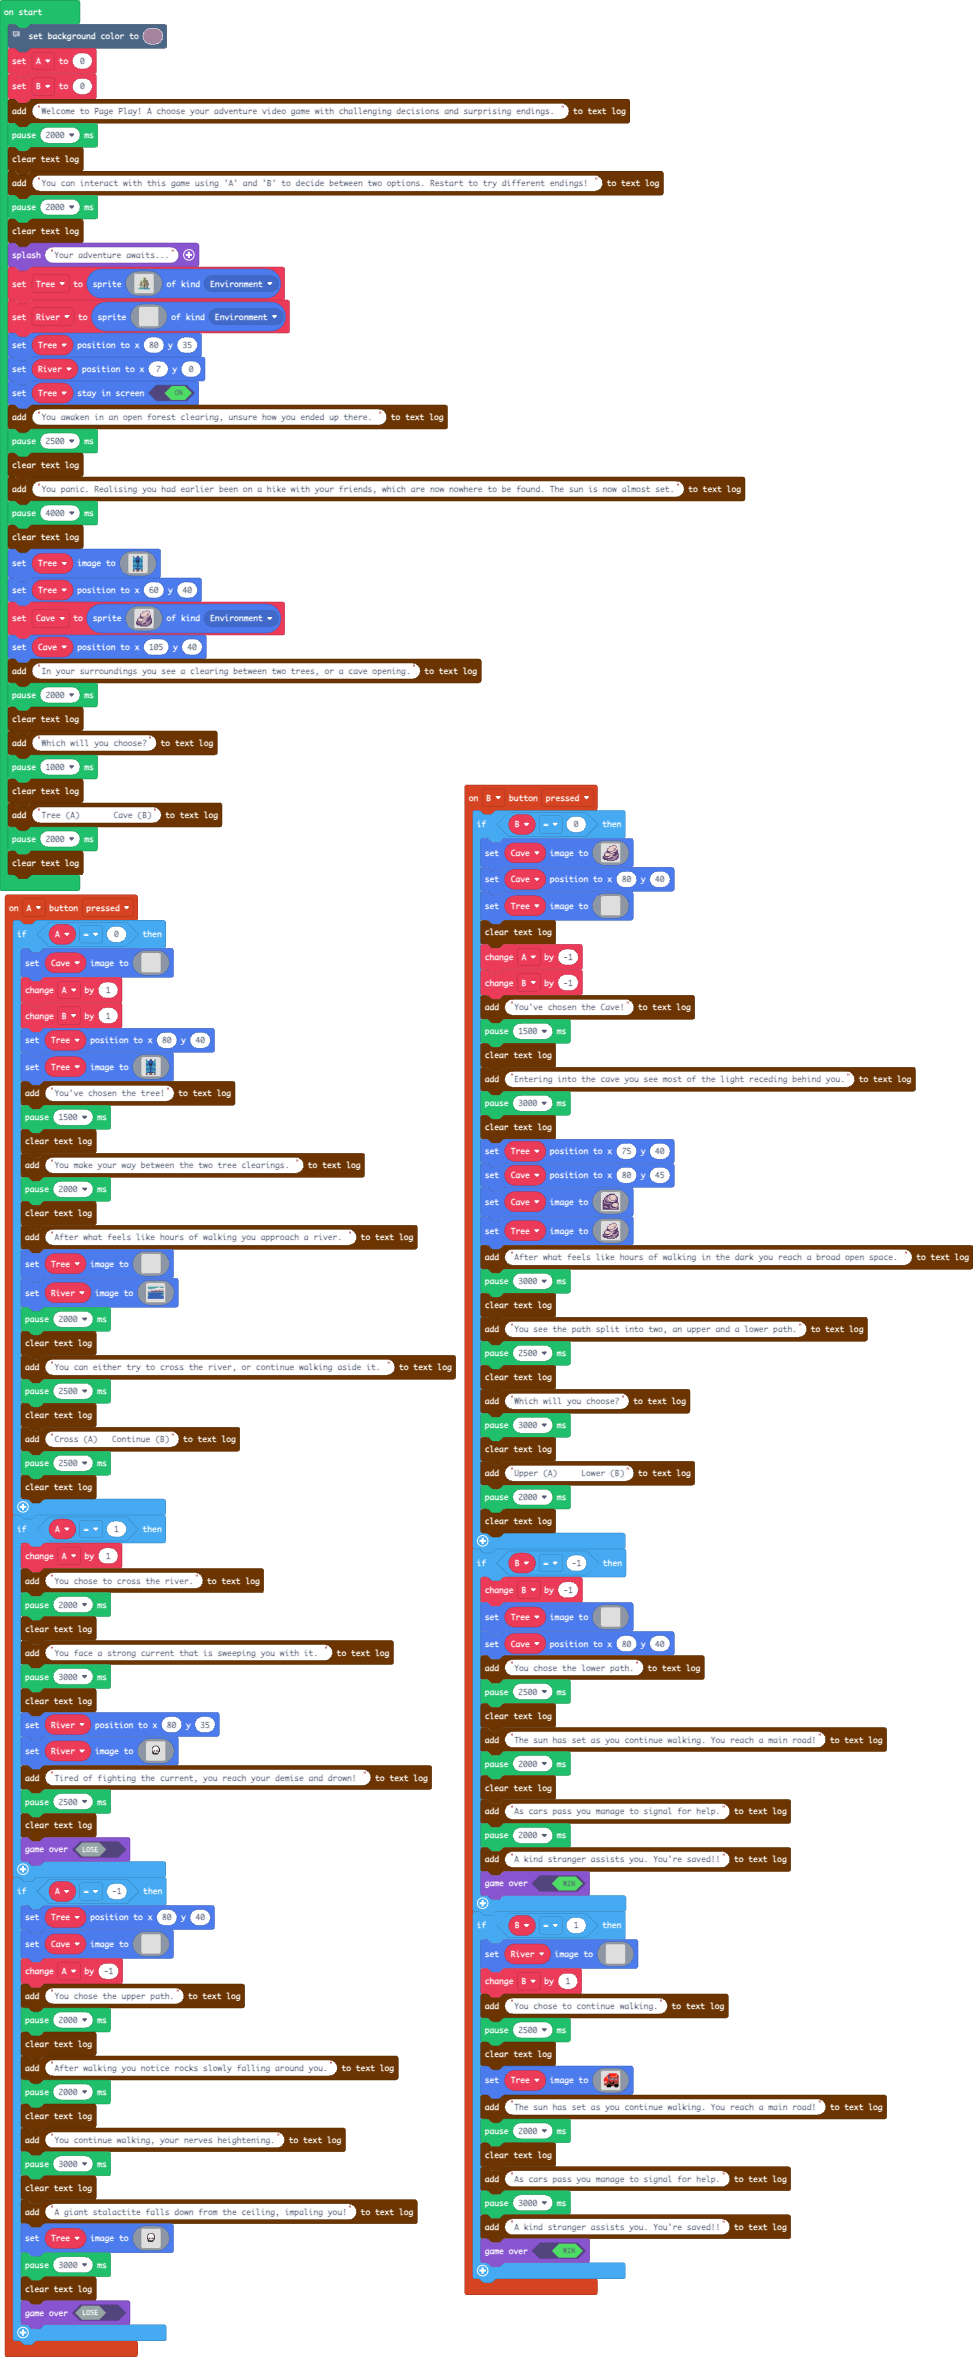 on start
set background color to
set A to 0
set B to 0
add "Welcome to Page Play! A choose your adventure video game with challenging decisions and surprising endings. " to text log
pause 2000 ms
clear text log
add "You can interact with this game using 'A' and 'B' to decide between two options. Restart to try different endings! " to text log
pause 2000 ms
clear text log
splash "Your adventure awaits..."
set Tree to sprite of kind Environment
set River to sprite of kind Environment
set Tree position to x 80 y 35
set River position to x 7 y 0
set Tree stay in screen ON
add "You awaken in an open forest clearing, unsure how you ended up there. " to text log
pause 2500 ms
clear text log
add "You panic. Realising you had earlier been on a hike with your friends, which are now nowhere to be found. The sun is now almost set." to text log
pause 4000 ms
clear text log
set Tree image to
set Tree position to x 60 y 40
set Cave to sprite of kind Environment
set Cave position to x 105 y 40
add "In your surroundings you see a clearing between two trees, or a cave opening." to text log
pause 2000 ms
clear text log
add "Which will you choose?" to text log
pause 1000 ms
clear text log
add "Tree (A) Cave (B)" to text log
pause 2000 ms
clear text log
on A button pressed
if A = 0 then
set Cave image to
change A by 1
change B by 1
set Tree position to x 80 y 40
set Tree image to
add "You've chosen the tree!" to text log
pause 1500 ms
clear text log
add "You make your way between the two tree clearings. " to text log
pause 2000 ms
clear text log
add "After what feels like hours of walking you approach a river. " to text log
set Tree image to
set River image to
pause 2000 ms
clear text log
add "You can either try to cross the river, or continue walking aside it. " to text log
pause 2500 ms
clear text log
add "Cross (A) Continue (B)" to text log
pause 2500 ms
clear text log
if A = 1 then
change A by 1
add "You chose to cross the river." to text log
pause 2000 ms
clear text log
add "You face a strong current that is sweeping you with it. " to text log
pause 3000 ms
clear text log
set River position to x 80 y 35
set River image to
add "Tired of fighting the current, you reach your demise and drown! " to text log
pause 2500 ms
clear text log
game over LOSE
if A = -1 then
set Tree position to x 80 y 40
set Cave image to
change A by -1
add "You chose the upper path." to text log
pause 2000 ms
clear text log
add "After walking you notice rocks slowly falling around you." to text log
pause 2000 ms
clear text log
add "You continue walking, your nerves heightening." to text log
pause 3000 ms
clear text log
add "A giant stalactite falls down from the ceiling, impaling you!" to text log
set Tree image to
pause 3000 ms
clear text log
game over LOSE
on B button pressed
if B = 0 then
set Cave image to
set Cave position to x 80 y 40
set Tree image to
clear text log
change A by -1
change B by -1
add "You've chosen the Cave!" to text log
pause 1500 ms
clear text log
add "Entering into the cave you see most of the light receding behind you." to text log
pause 3000 ms
clear text log
set Tree position to x 75 y 40
set Cave position to x 80 y 45
set Cave image to
set Tree image to
add "After what feels like hours of walking in the dark you reach a broad open space. " to text log
pause 3000 ms
clear text log
add "You see the path split into two, an upper and a lower path." to text log
pause 2500 ms
clear text log
add "Which will you choose?" to text log
pause 3000 ms
clear text log
add "Upper (A) Lower (B)" to text log
pause 2000 ms
clear text log
if B = -1 then
change B by -1
set Tree image to
set Cave position to x 80 y 40
add "You chose the lower path." to text log
pause 2500 ms
clear text log
add "The sun has set as you continue walking. You reach a main road!" to text log
pause 2000 ms
clear text log
add "As cars pass you manage to signal for help." to text log
pause 2000 ms
add "A kind stranger assists you. You're saved!!" to text log
game over WIN
if B = 1 then
set River image to
change B by 1
add "You chose to continue walking." to text log
pause 2500 ms
clear text log
set Tree image to
add "The sun has set as you continue walking. You reach a main road!" to text log
pause 2000 ms
clear text log
add "As cars pass you manage to signal for help." to text log
pause 3000 ms
add "A kind stranger assists you. You're saved!!" to text log
game over WIN